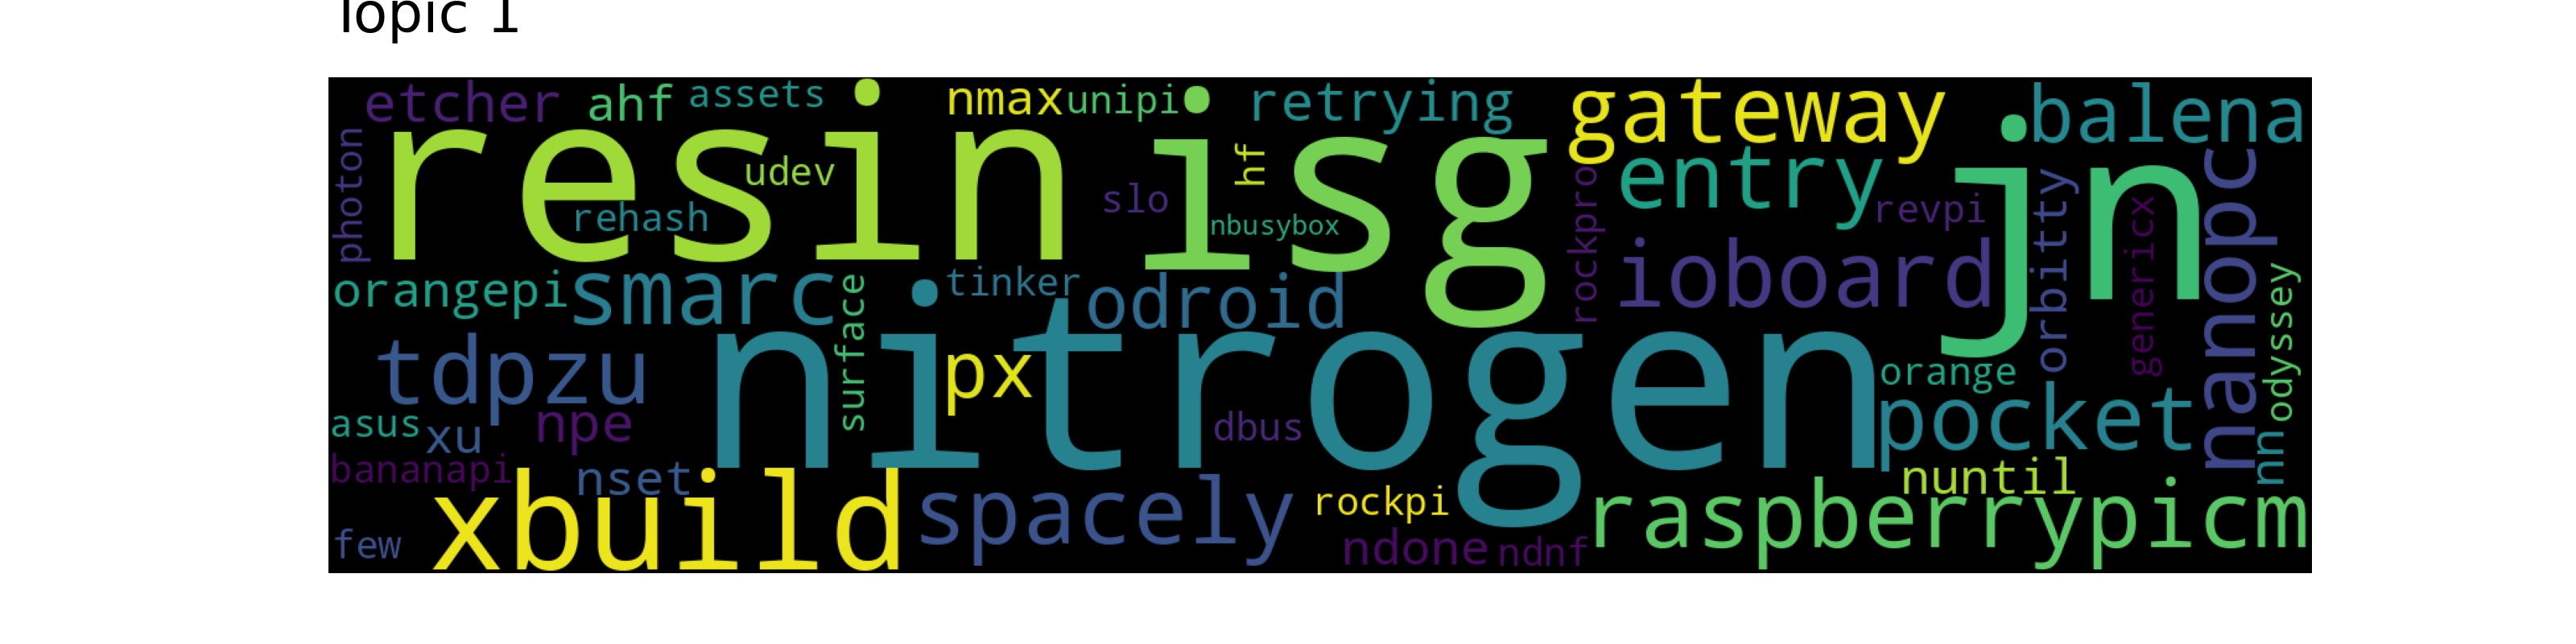 Topic 1
etcher ahf assets nmax unipi retrying gateway balena
photon resin udev isg hf entry jn nanopc
rehash slo nbusybox rockpro revpi orbitty genericx
orangepi smarc surface tinker odroid ioboard odyssey
tdpzu nitrogen px orange
asus xu npe dbus pocket nn
bananapi nset nuntil
few xbuild spacely rockpi ndone ndnf raspberrypicm